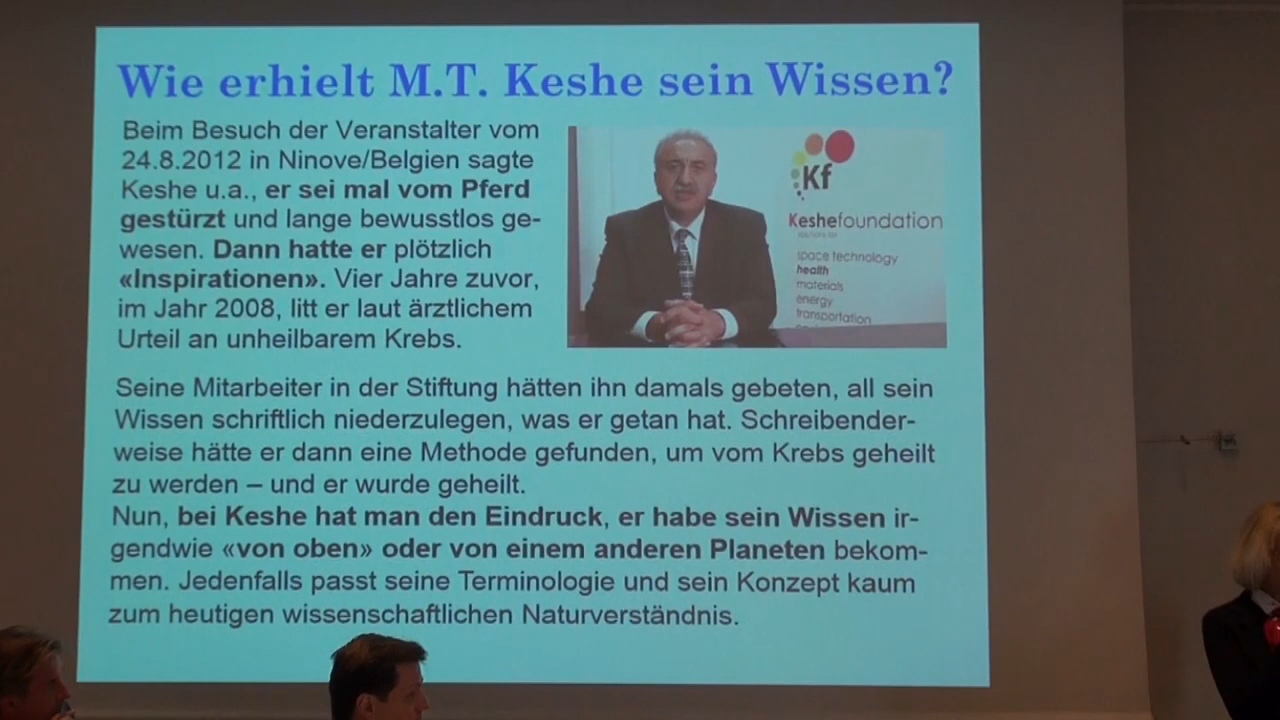 Wie erhielt M.T. Keshe sein Wissen?
Beim Besuch der Veranstalter vom
24.8.2012 in Ninove/Belgien sagte
Keshe u.a., er sei mal vom Pferd
gestürzt und lange bewusstlos ge-
wesen. Dann hatte er plötzlich
«Inspirationen». Vier Jahre zuvor,
im Jahr 2008, litt er laut ärztlichem
Urteil an unheilbarem Krebs.
Kf
Keshefoundation
space technology
health
materials
energy
transportation
Seine Mitarbeiter in der Stiftung hätten ihn damals gebeten, all sein
Wissen schriftlich niederzulegen, was er getan hat. Schreibender-
weise hätte er dann eine Methode gefunden, um vom Krebs geheilt
zu werden – und er wurde geheilt.
Nun, bei Keshe hat man den Eindruck, er habe sein Wissen ir-
gendwie «von oben» oder von einem anderen Planeten bekom-
men. Jedenfalls passt seine Terminologie und sein Konzept kaum
zum heutigen wissenschaftlichen Naturverständnis.